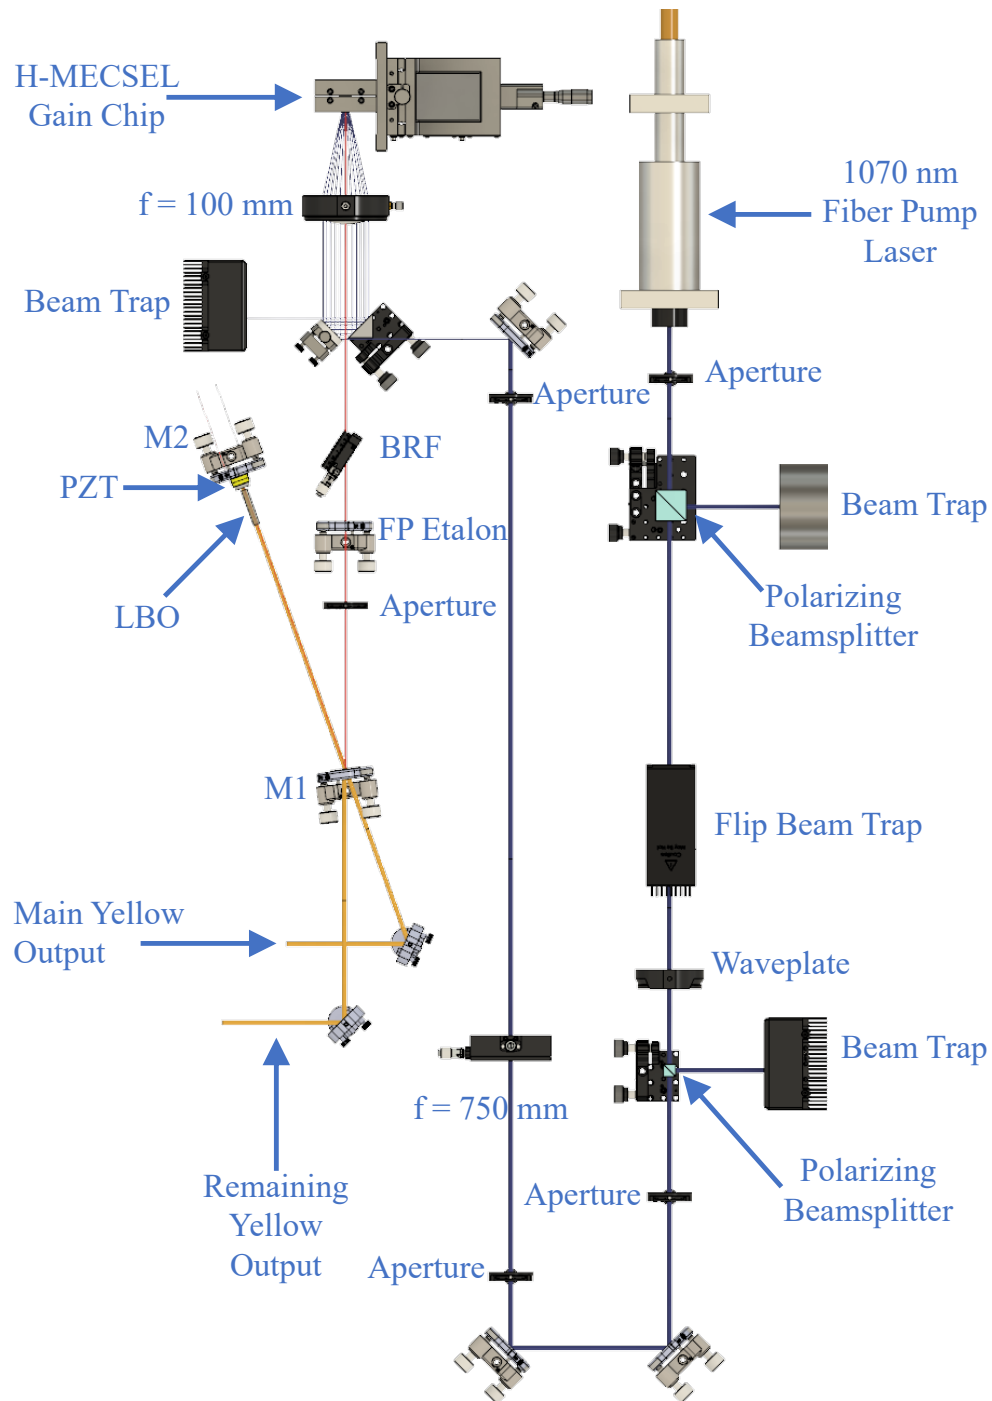 H-MECSEL
Gain Chip
1070 nm
Fiber Pump
Laser
f = 100 mm
Beam Trap
Aperture
Aperture
M2
BRF
PZT
FP Etalon
Beam Trap
LBO
Aperture
Polarizing
Beamsplitter
M1
Flip Beam Trap
Main Yellow
Output
Waveplate
Beam Trap
f = 750 mm
Remaining
Yellow
Output
Polarizing
Beamsplitter
Aperture
Aperture